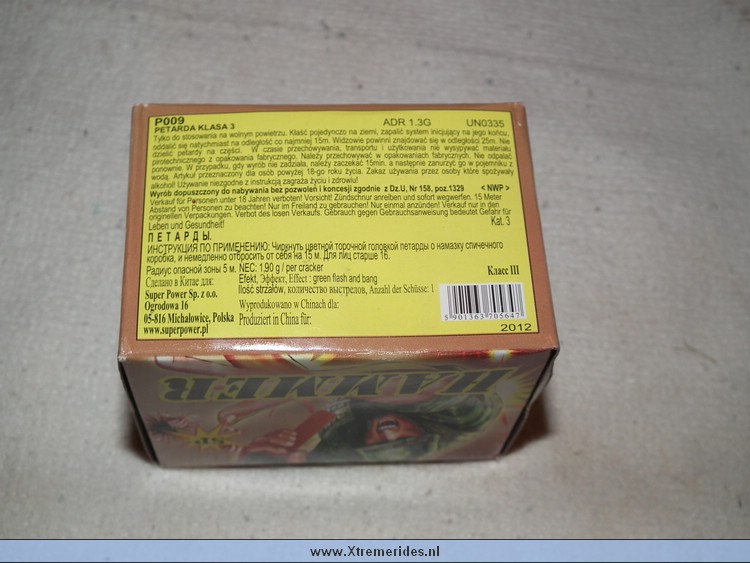 P009 ADR 1.3G UN0335
PETARDA KLASA 3
Tylko do stosowania na wolnym powietrzu. Kłaść pojedynczo na ziemi, zapalić system inicjujący na jego końcu,
oddalić się natychmiast na odległość co najmniej 15m. Widzowie powinni znajdować się w odległości 25m. Nie
dzielić petardy na części. W czasie przechowywania, transportu i użytkowania nie wysypywać materiału
pirotechnicznego z opakowania fabrycznego. Należy przechowywać w opakowaniach fabrycznych. Nie odpalać
ponownie. W przypadku, gdy wyrób nie zadziała, należy zaczekać 15min, a następnie zanurzyć go w pojemniku z
wodą. Artykuł przeznaczony dla osób powyżej 18-go roku życia. Zakaz używania przez osoby które spożywały
alkohol! Używanie niezgodne z instrukcją zagraża życiu i zdrowiu!
Wyrób dopuszczony do nabywania bez pozwoleń i koncesji zgodnie z Dz.U, Nr 158, poz.1329 < NWP >
Verkauf für Personen unter 18 Jahren verboten! Vorsicht! Zündschnur anreiben und sofort wegwerfen. 15 Meter
Abstand von Personen zu beachten! Nur im Freiland zu gebrauchen! Nur einmal anzünden! Verkauf nur in den
originellen Verpackungen. Verbot des losen Verkaufs. Gebrauch gegen Gebrauchsanweisung bedeutet Gefahr für
Leben und Gesundheit! Kat. 3
ПЕТАРДЫ.
ИНСТРУКЦИЯ ПО ПРИМЕНЕНИЮ: Чиркнуть цветной торочной головкой петарды о намазку спичечного
коробка, и немедленно отбросить от себя на 15 м. Для лиц старше 16.
Радиус опасной зоны 5 м. NEC: 1,90 g / per cracker
Сделано в Китае для: Efekt, Эффект, Effect : green flash and bang Класс III
Super Power Sp. z o.o. Ilość strzałów, количество выстрелов, Anzahl der Schüsse: 1
Ogrodowa 16 Wyprodukowano w Chinach dla:
05-816 Michałowice, Polska Produziert in China für:
www.superpower.pl
5 901363 705647
2012
HAMMER
www.Xtremerides.nl